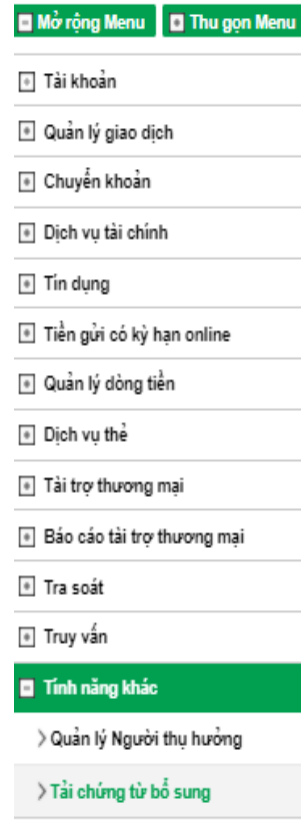 Mở rộng Menu Thu gọn Menu
Tài khoản
Quản lý giao dịch
Chuyển khoản
Dịch vụ tài chính
Tín dụng
Tiền gửi có kỳ hạn online
Quản lý dòng tiền
Dịch vụ thẻ
Tài trợ thương mại
Báo cáo tài trợ thương mại
Tra soát
Truy vấn
Tính năng khác
Quản lý Người thụ hưởng
Tải chứng từ bổ sung